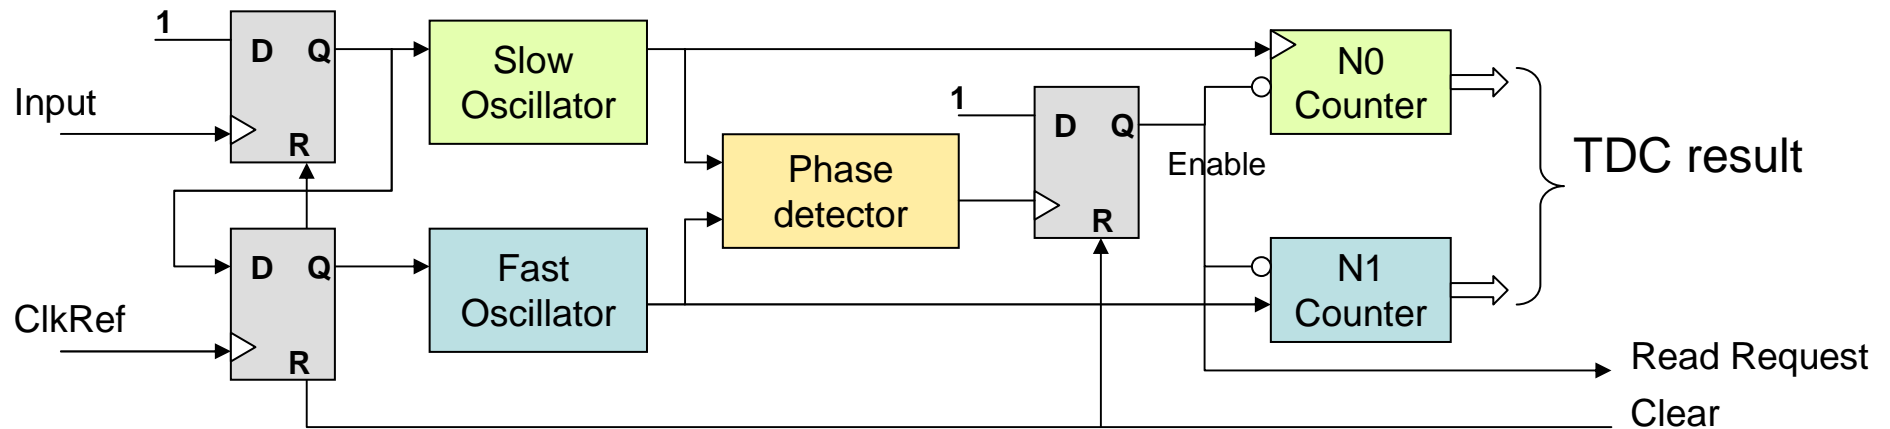 1
D Q
R
Input
Slow
Oscillator
N0
Counter
1
D Q
R
Enable
Phase
detector
TDC result
D Q
R
ClkRef
Fast
Oscillator
N1
Counter
Read Request
Clear